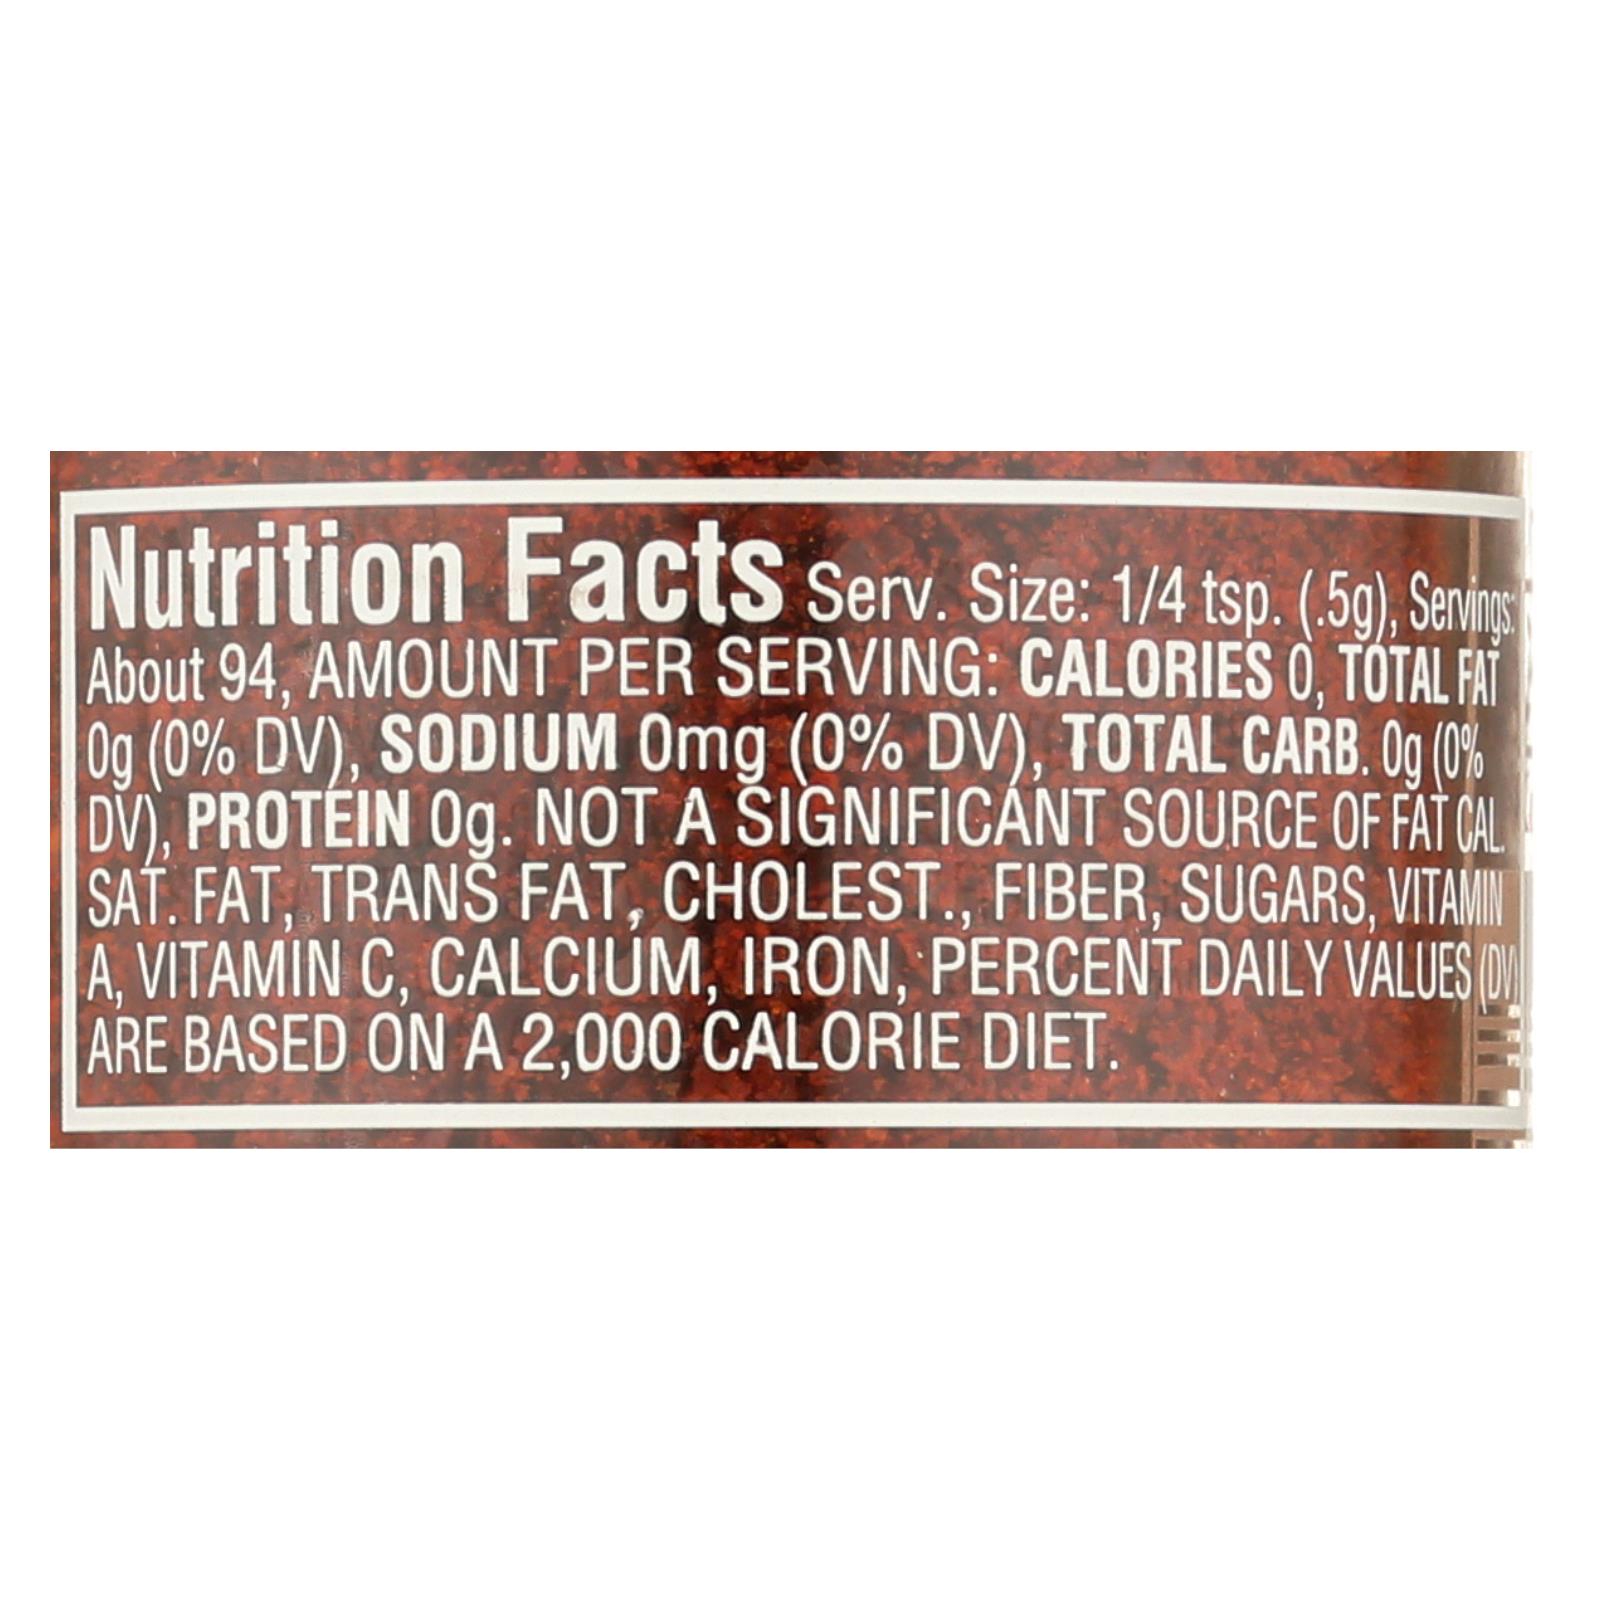 Nutrition Facts Serv. Size: 1/4 tsp. (.5g), Servings:
About 94, AMOUNT PER SERVING: CALORIES 0, TOTAL FAT
0g (0% DV), SODIUM 0mg (0% DV), TOTAL CARB. 0g (0%
DV), PROTEIN 0g. NOT A SIGNIFICANT SOURCE OF FAT CAL.
SAT. FAT, TRANS FAT, CHOLEST., FIBER, SUGARS, VITAMIN
A, VITAMIN C, CALCIUM, IRON, PERCENT DAILY VALUES (DV)
ARE BASED ON A 2,000 CALORIE DIET.